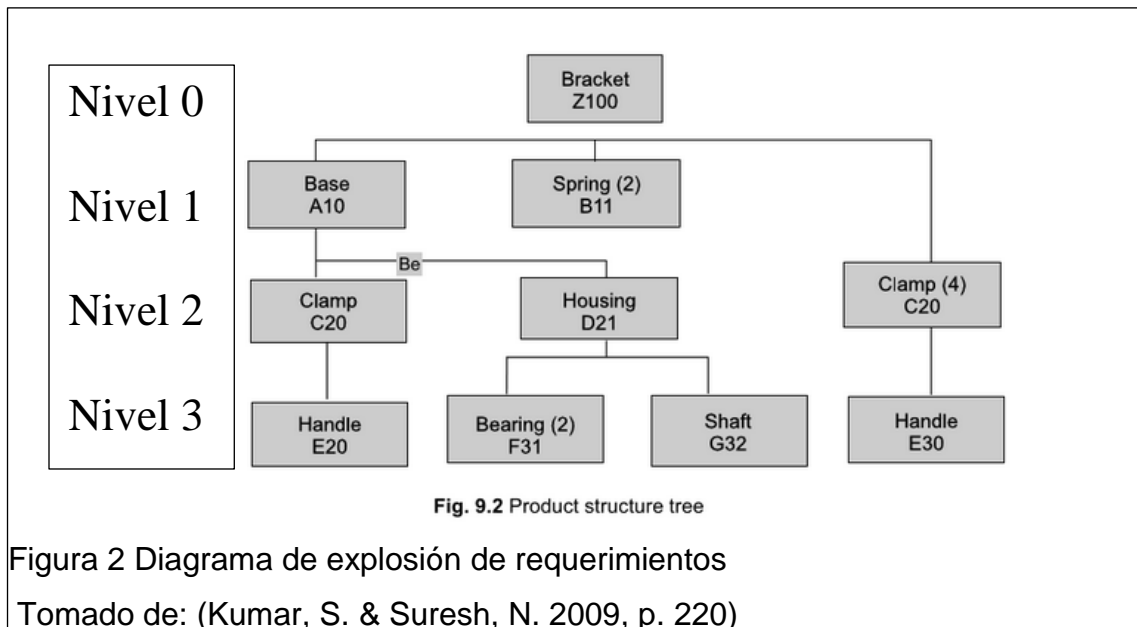 Nivel 0
Bracket
Z100
Nivel 1
Base
A10
Spring (2)
B11
Be
Nivel 2
Clamp
C20
Housing
D21
Clamp (4)
C20
Nivel 3
Handle
E20
Bearing (2)
F31
Shaft
G32
Handle
E30
Fig. 9.2 Product structure tree
Figura 2 Diagrama de explosión de requerimientos
Tomado de: (Kumar, S. & Suresh, N. 2009, p. 220)